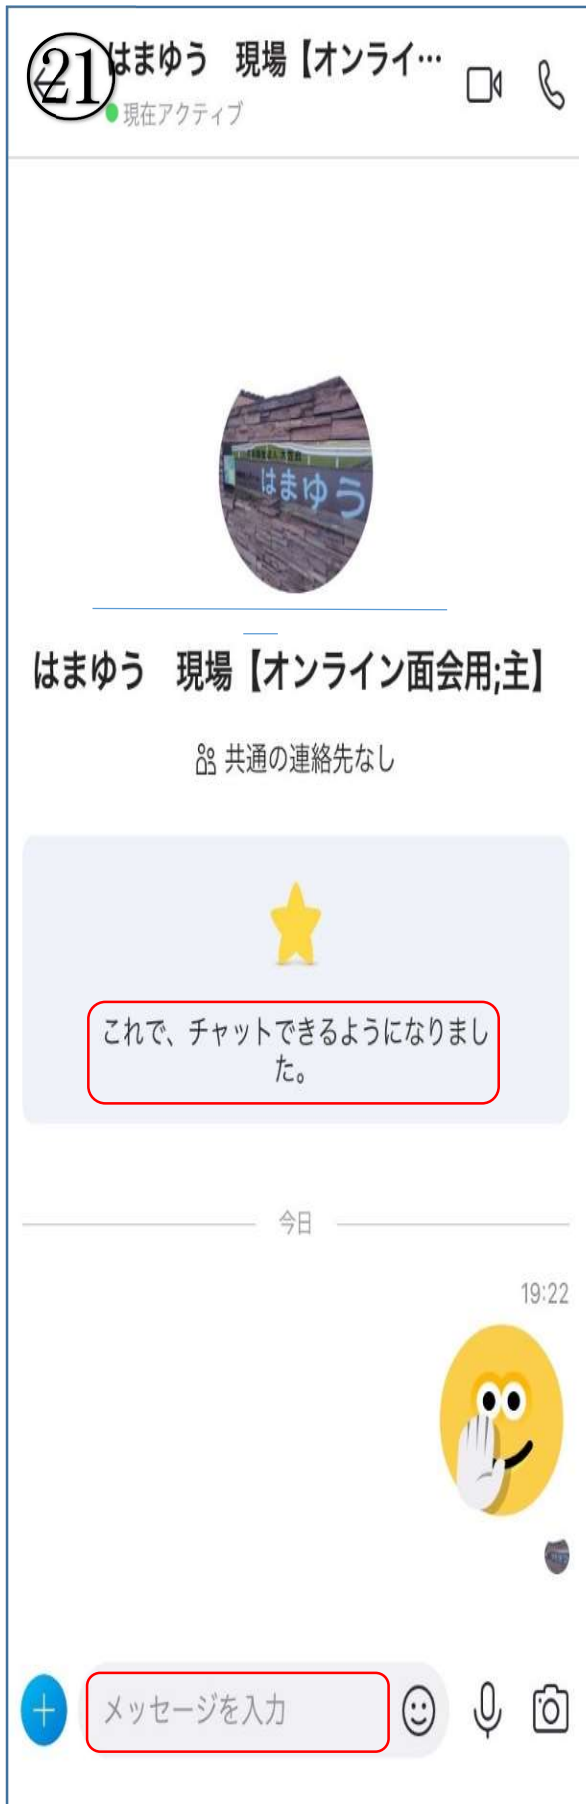 ㉑
はまゆう　現場【オンライ…
現在アクティブ
はまゆう
はまゆう　現場【オンライン面会用;主】
共通の連絡先なし
これで、チャットできるようになりまし
た。
今日
19:22
メッセージを入力